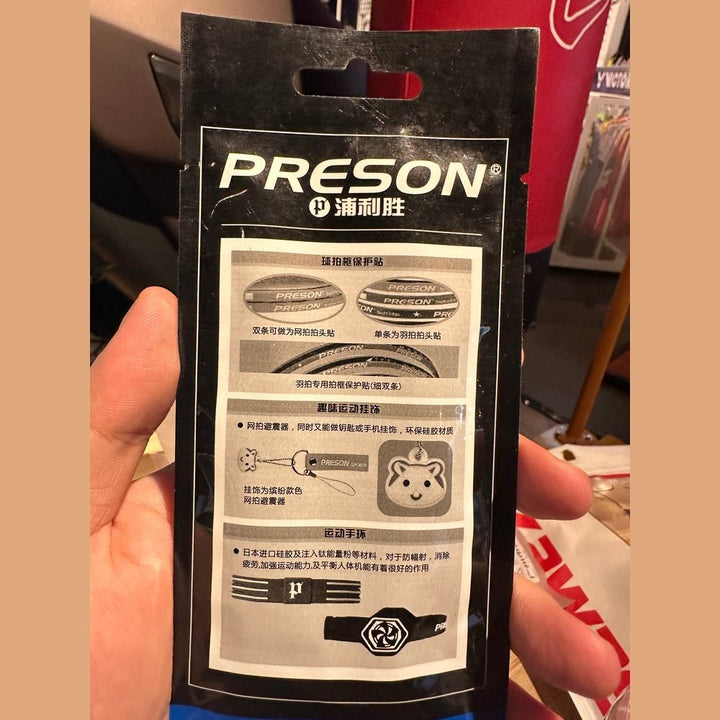 PRESON®
浦利胜
球拍框保护贴
PRESON
PRESON
PRESON
PRESON
双条可做为网拍拍头贴
单条为羽拍拍头贴
PRESON
PRESON
羽拍专用拍框保护贴(细双条)
趣味运动挂饰
● 网拍避震器，同时又能做钥匙或手机挂饰，环保硅胶材质
PRESON SPORTS
挂饰为缤纷款色
网拍避震器
运动手环
● 日本进口硅胶及注入钛能量粉等材料，对于防幅射，消除
疲劳,加强运动能力,及平衡人体机能有着很好的作用